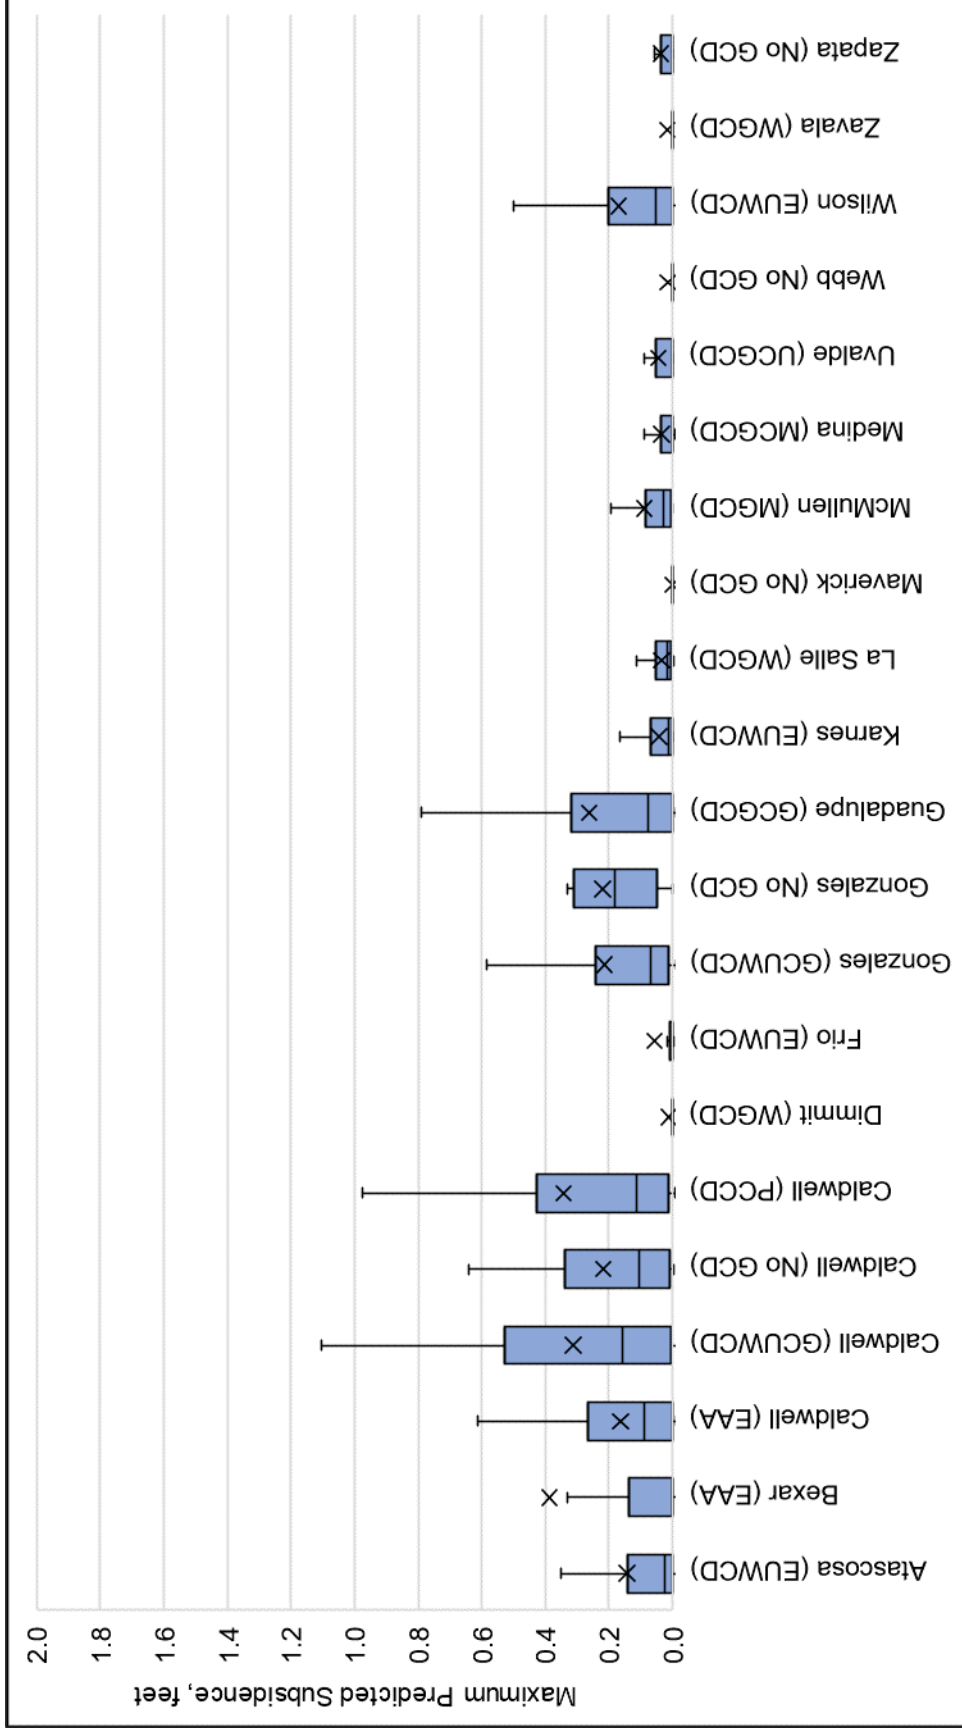 Maximum Predicted Subsidence, feet
2.0
1.8
1.6
1.4
1.2
1.0
0.8
0.6
0.4
0.2
0.0
Atascosa (EUWCD)
Bexar (EAA)
Caldwell (EAA)
Caldwell (GCUWCD)
Caldwell (No GCD)
Caldwell (PCCD)
Dimmit (WGCD)
Frio (EUWCD)
Gonzales (GCUWCD)
Gonzales (No GCD)
Guadalupe (GCGCD)
Karnes (EUWCD)
La Salle (WGCD)
Maverick (No GCD)
McMullen (MGCD)
Medina (MCGCD)
Uvalde (UCGCD)
Webb (No GCD)
Wilson (EUWCD)
Zavala (WGCD)
Zapata (No GCD)